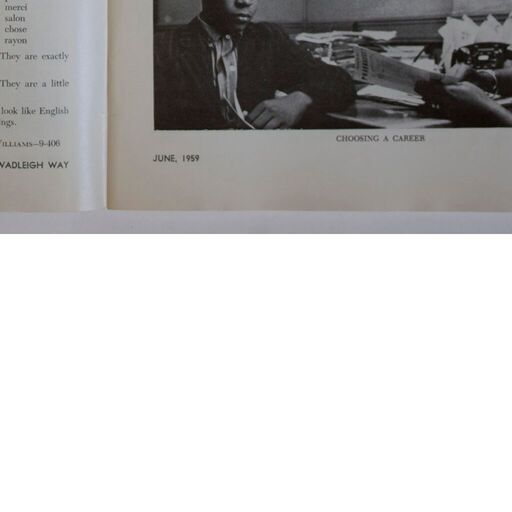 merci
salon
chose
rayon
They are exactly
They are a little
look like English
ngs.
ILLIAMS—9-406
WADLEIGH WAY
CHOOSING A CAREER
JUNE, 1959